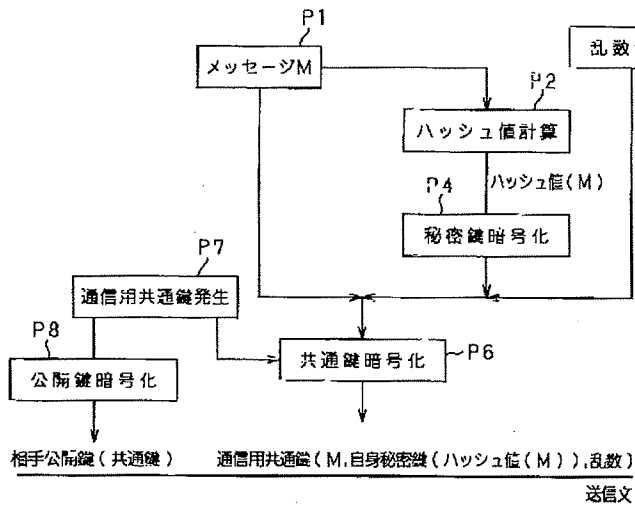 P1
メッセージM
乱数
P2
ハッシュ値計算
ハッシュ値(M)
P4
秘密鍵暗号化
P7
通信用共通鍵発生
P8
公開鍵暗号化
共通鍵暗号化
P6
相手公開鍵(共通鍵)
通信用共通鍵(M,自身秘密鍵(ハッシュ値(M)),乱数)
送信文